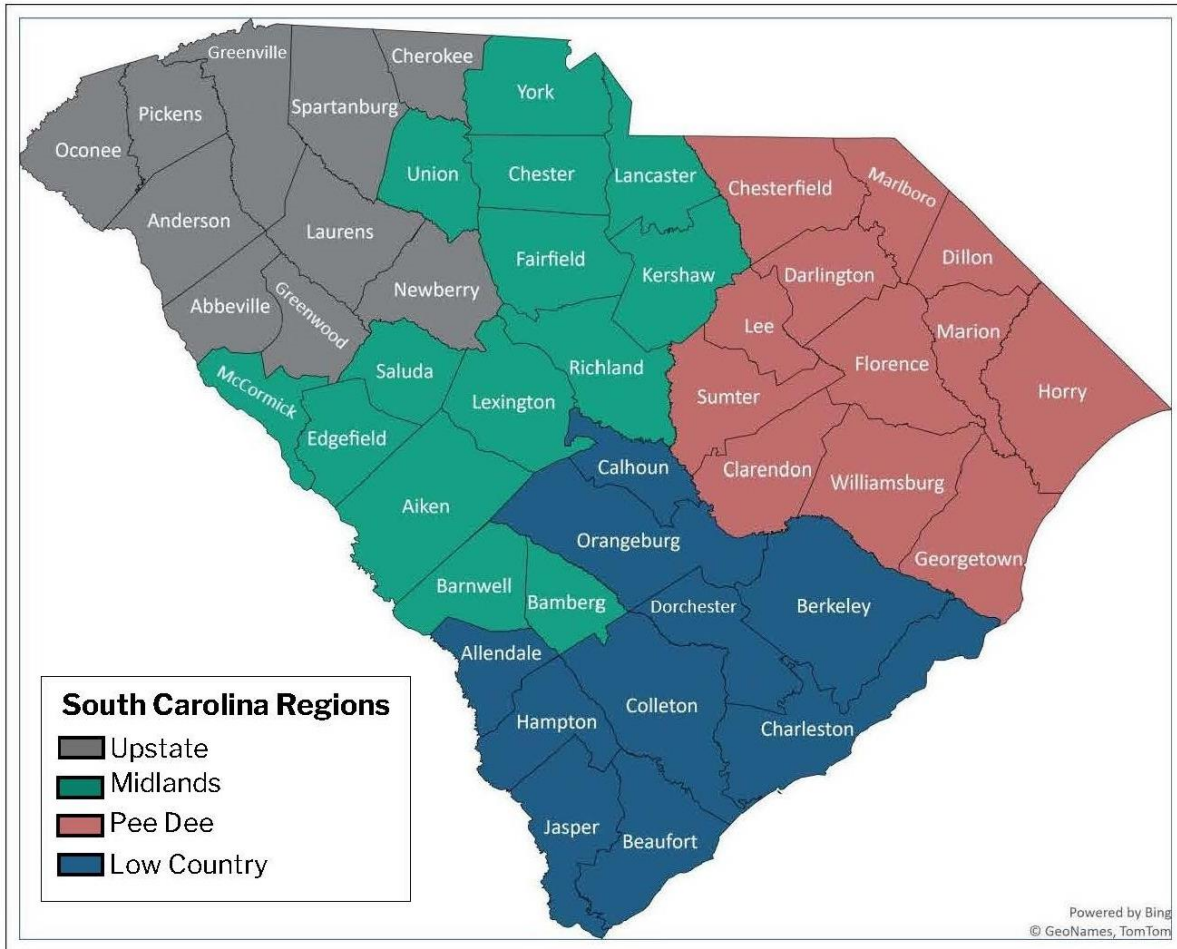 Greenville
Cherokee
York
Pickens
Spartanburg
Oconee
Union
Chester
Lancaster
Chesterfield
Marlboro
Anderson
Laurens
Fairfield
Kershaw
Darlington
Dillon
Abbeville
Greenwood
Newberry
Lee
Marion
Saluda
Richland
Florence
McCormick
Lexington
Sumter
Horry
Edgefield
Calhoun
Clarendon
Williamsburg
Aiken
Orangeburg
Georgetown
Barnwell
Bamberg
Dorchester
Berkeley
Allendale
Hampton
Colleton
Charleston
Jasper
Beaufort
South Carolina Regions
Upstate
Midlands
Pee Dee
Low Country
Powered by Bing
© GeoNames, TomTom